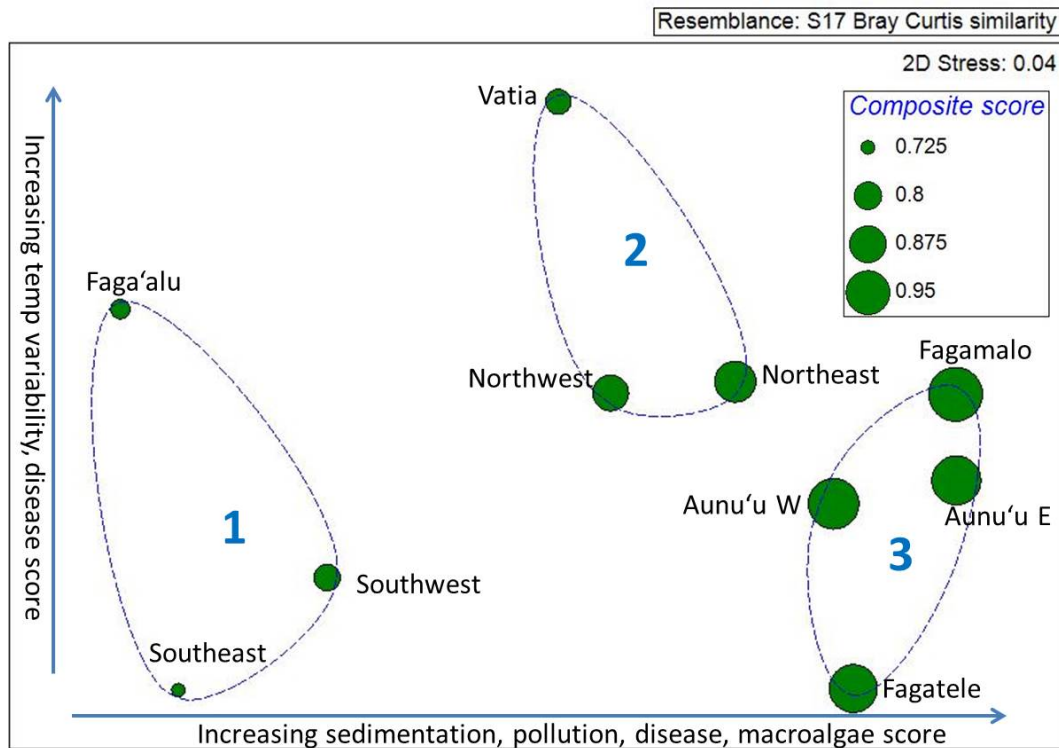 Resemblance: S17 Bray Curtis similarity
2D Stress: 0.04
Composite score
0.725
0.8
0.875
0.95
Increasing temp variability, disease score
Vatia
2
Faga‘alu
Northwest
Northeast
Fagamalo
Aunu‘u W
Aunu‘u E
1
3
Southwest
Southeast
Fagatele
Increasing sedimentation, pollution, disease, macroalgae score